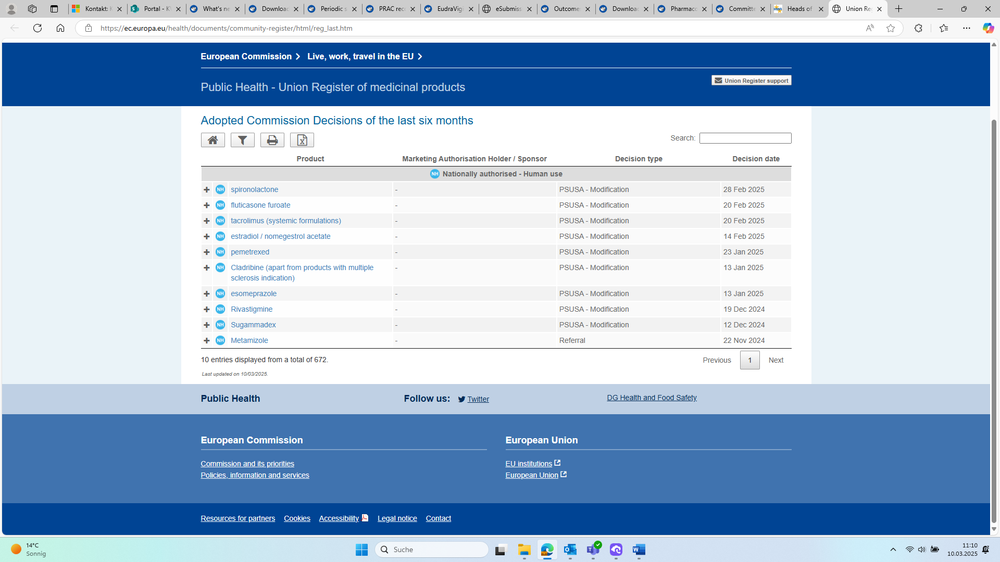 Kontakt: K
Portal - KV
What's ne
Downloac
Periodic s
PRAC reco
EudraVigi
eSubmiss
Outcome
Downloac
Pharmaco
Committe
Heads of
Union Reg
https://ec.europa.eu/health/documents/community-register/html/reg_last.htm
European Commission
Live, work, travel in the EU
Public Health - Union Register of medicinal products
Union Register support
Adopted Commission Decisions of the last six months
Search:
Product Marketing Authorisation Holder / Sponsor Decision type Decision date
NH Nationally authorised - Human use
NH spironolactone - PSUSA - Modification 28 Feb 2025
NH fluticasone furoate - PSUSA - Modification 20 Feb 2025
NH tacrolimus (systemic formulations) - PSUSA - Modification 20 Feb 2025
NH estradiol / nomegestrol acetate - PSUSA - Modification 14 Feb 2025
NH pemetrexed - PSUSA - Modification 23 Jan 2025
NH Cladribine (apart from products with multiple - PSUSA - Modification 13 Jan 2025
sclerosis indication)
NH esomeprazole - PSUSA - Modification 13 Jan 2025
NH Rivastigmine - PSUSA - Modification 19 Dec 2024
NH Sugammadex - PSUSA - Modification 12 Dec 2024
NH Metamizole - Referral 22 Nov 2024
10 entries displayed from a total of 672.
Previous 1 Next
Last updated on 10/03/2025.
Public Health
Follow us: Twitter
DG Health and Food Safety
European Commission
Commission and its priorities
Policies, information and services
European Union
EU institutions
European Union
Resources for partners Cookies Accessibility Legal notice Contact
14°C
Sonnig
Suche
11:10
10.03.2025